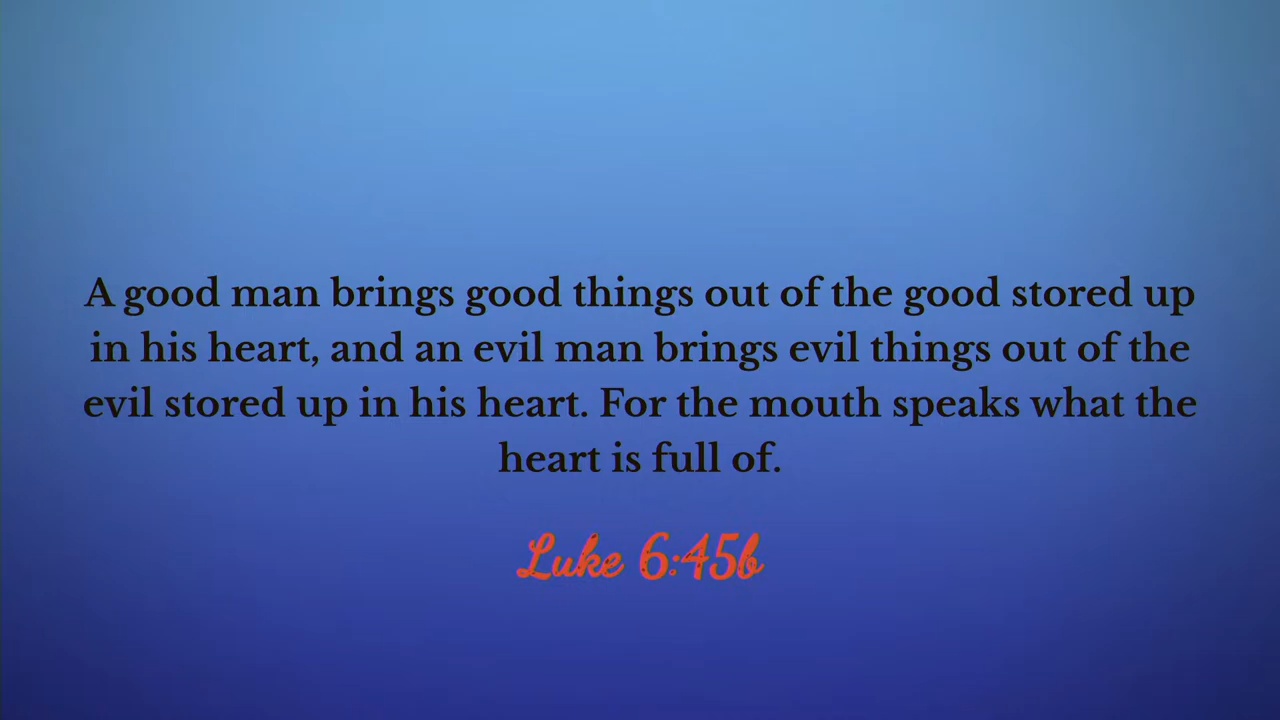 A good man brings good things out of the good stored up
in his heart, and an evil man brings evil things out of the
evil stored up in his heart. For the mouth speaks what the
heart is full of.
Luke 6:45b